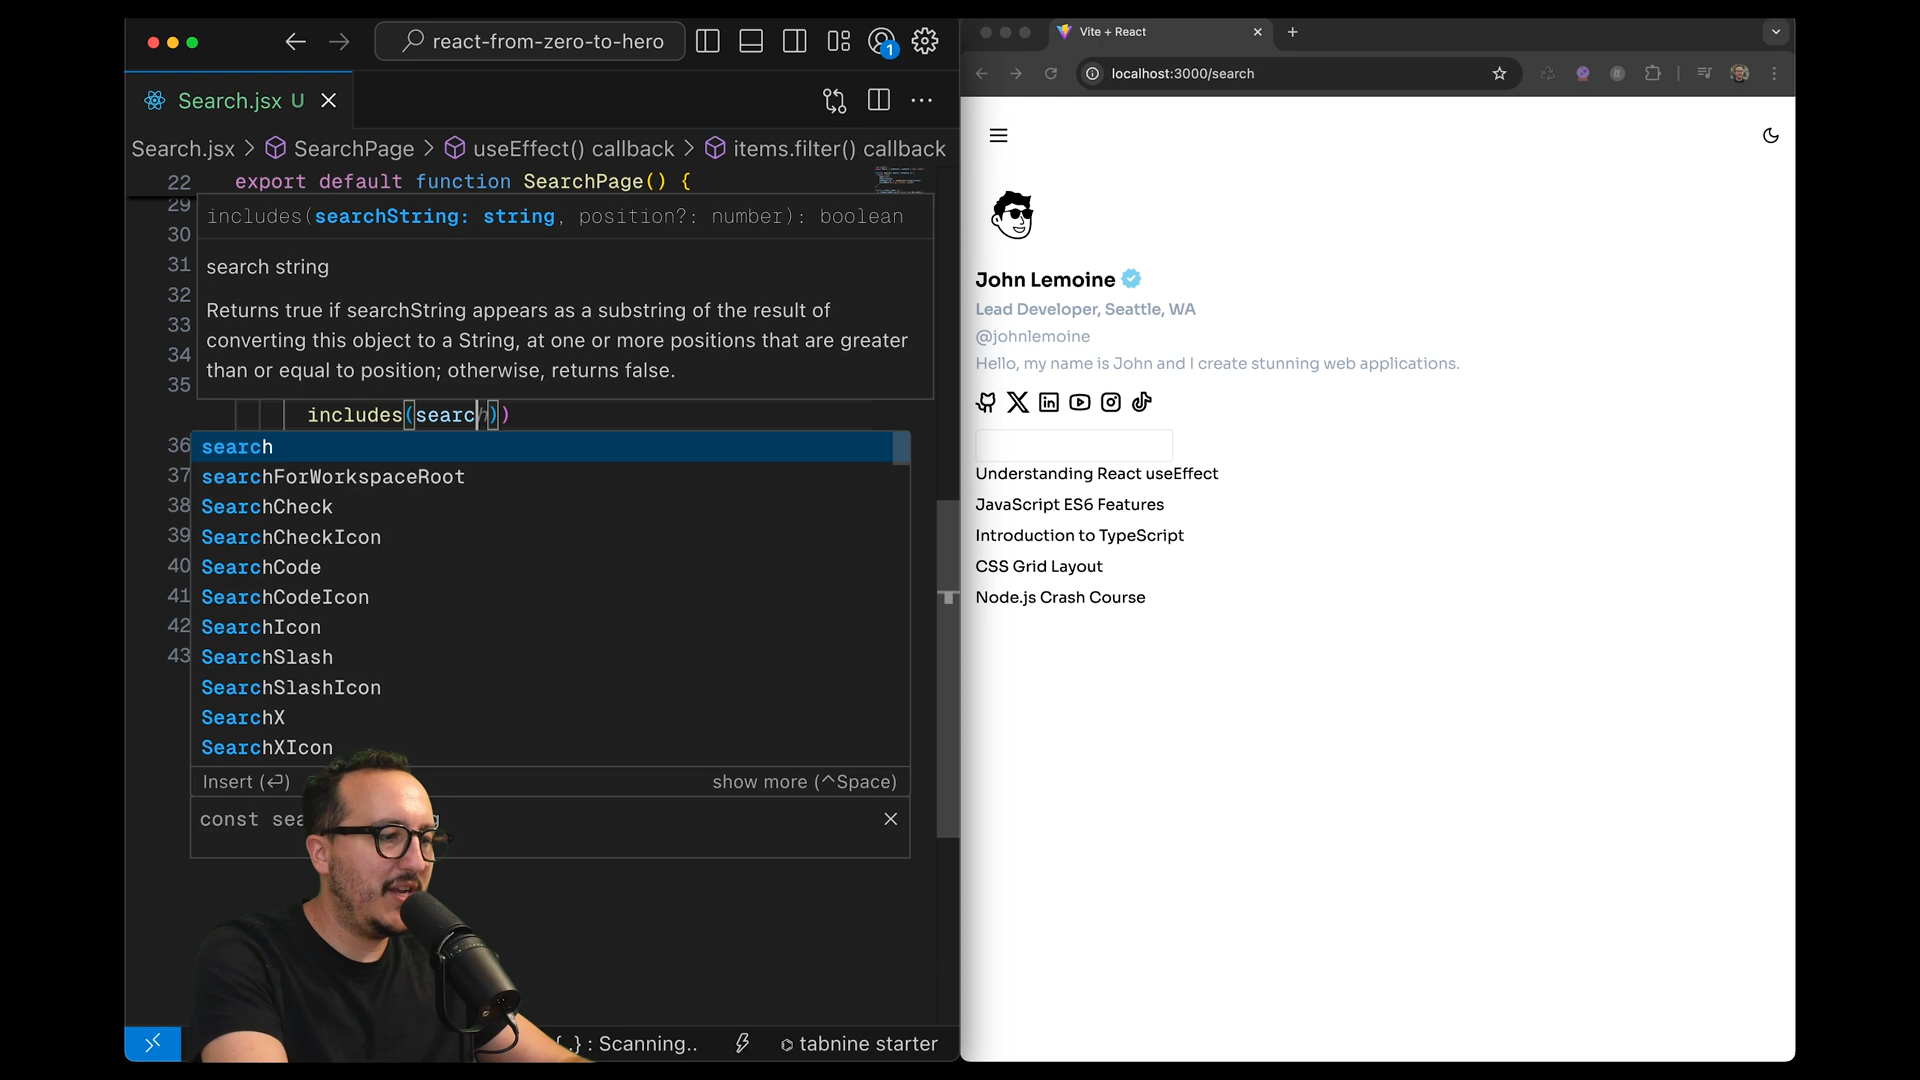 react-from-zero-to-hero
1
Search.jsx U
Search.jsx > SearchPage > useEffect() callback > items.filter() callback
22 export default function SearchPage() {
29
includes(searchString: string, position?: number): boolean
30
31
search string
32
Returns true if searchString appears as a substring of the result of
33
converting this object to a String, at one or more positions that are greater
34
than or equal to position; otherwise, returns false.
35
includes(search))
36
search
37
searchForWorkspaceRoot
38
SearchCheck
39
SearchCheckIcon
40
SearchCode
41
SearchCodeIcon
42
SearchIcon
43
SearchSlash
SearchSlashIcon
SearchX
SearchXIcon
Insert (⏎)
show more (^Space)
const
{..} : Scanning..
tabnine starter
Vite + React
localhost:3000/search
John Lemoine
Lead Developer, Seattle, WA
@johnlemoine
Hello, my name is John and I create stunning web applications.
Understanding React useEffect
JavaScript ES6 Features
Introduction to TypeScript
CSS Grid Layout
Node.js Crash Course